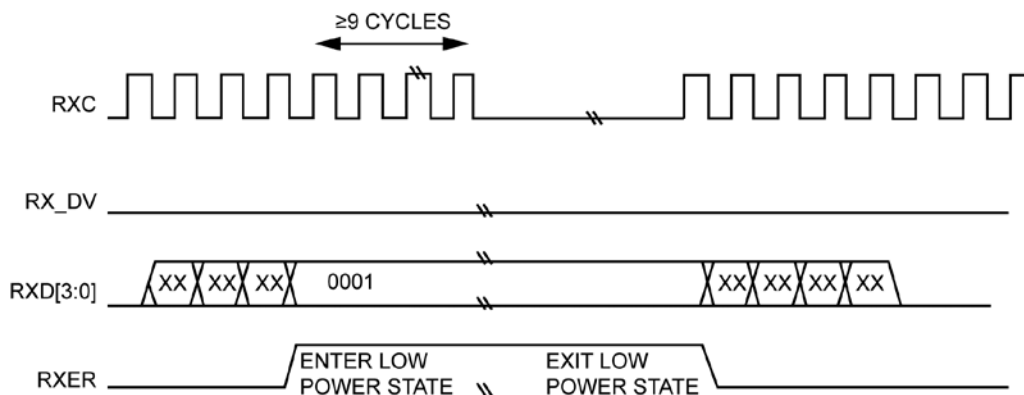 ≥9 CYCLES
RXC
RX_DV
RXD[3:0] XX XX XX 0001 XX XX XX XX
ENTER LOW EXIT LOW
RXER POWER STATE POWER STATE